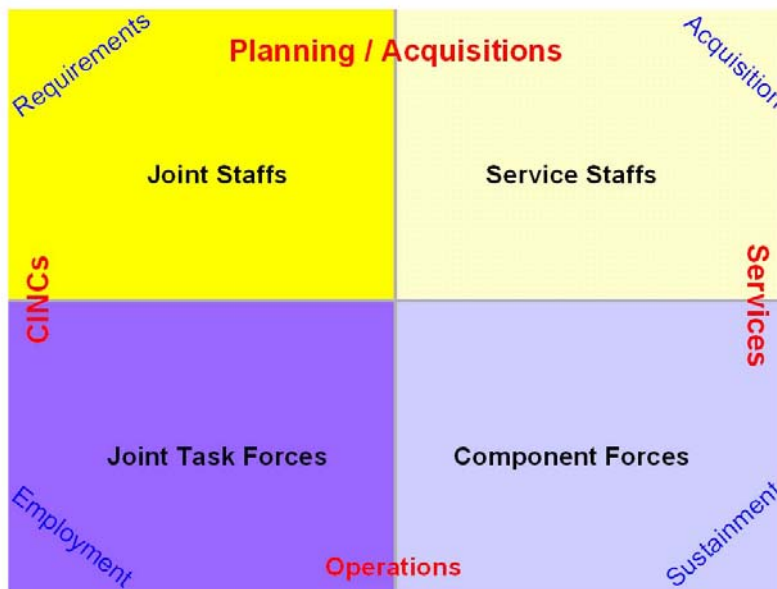 Requirements
Planning / Acquisitions
Acquisition
Joint Staffs
Service Staffs
CINCs
Services
Joint Task Forces
Component Forces
Employment
Operations
Sustainment